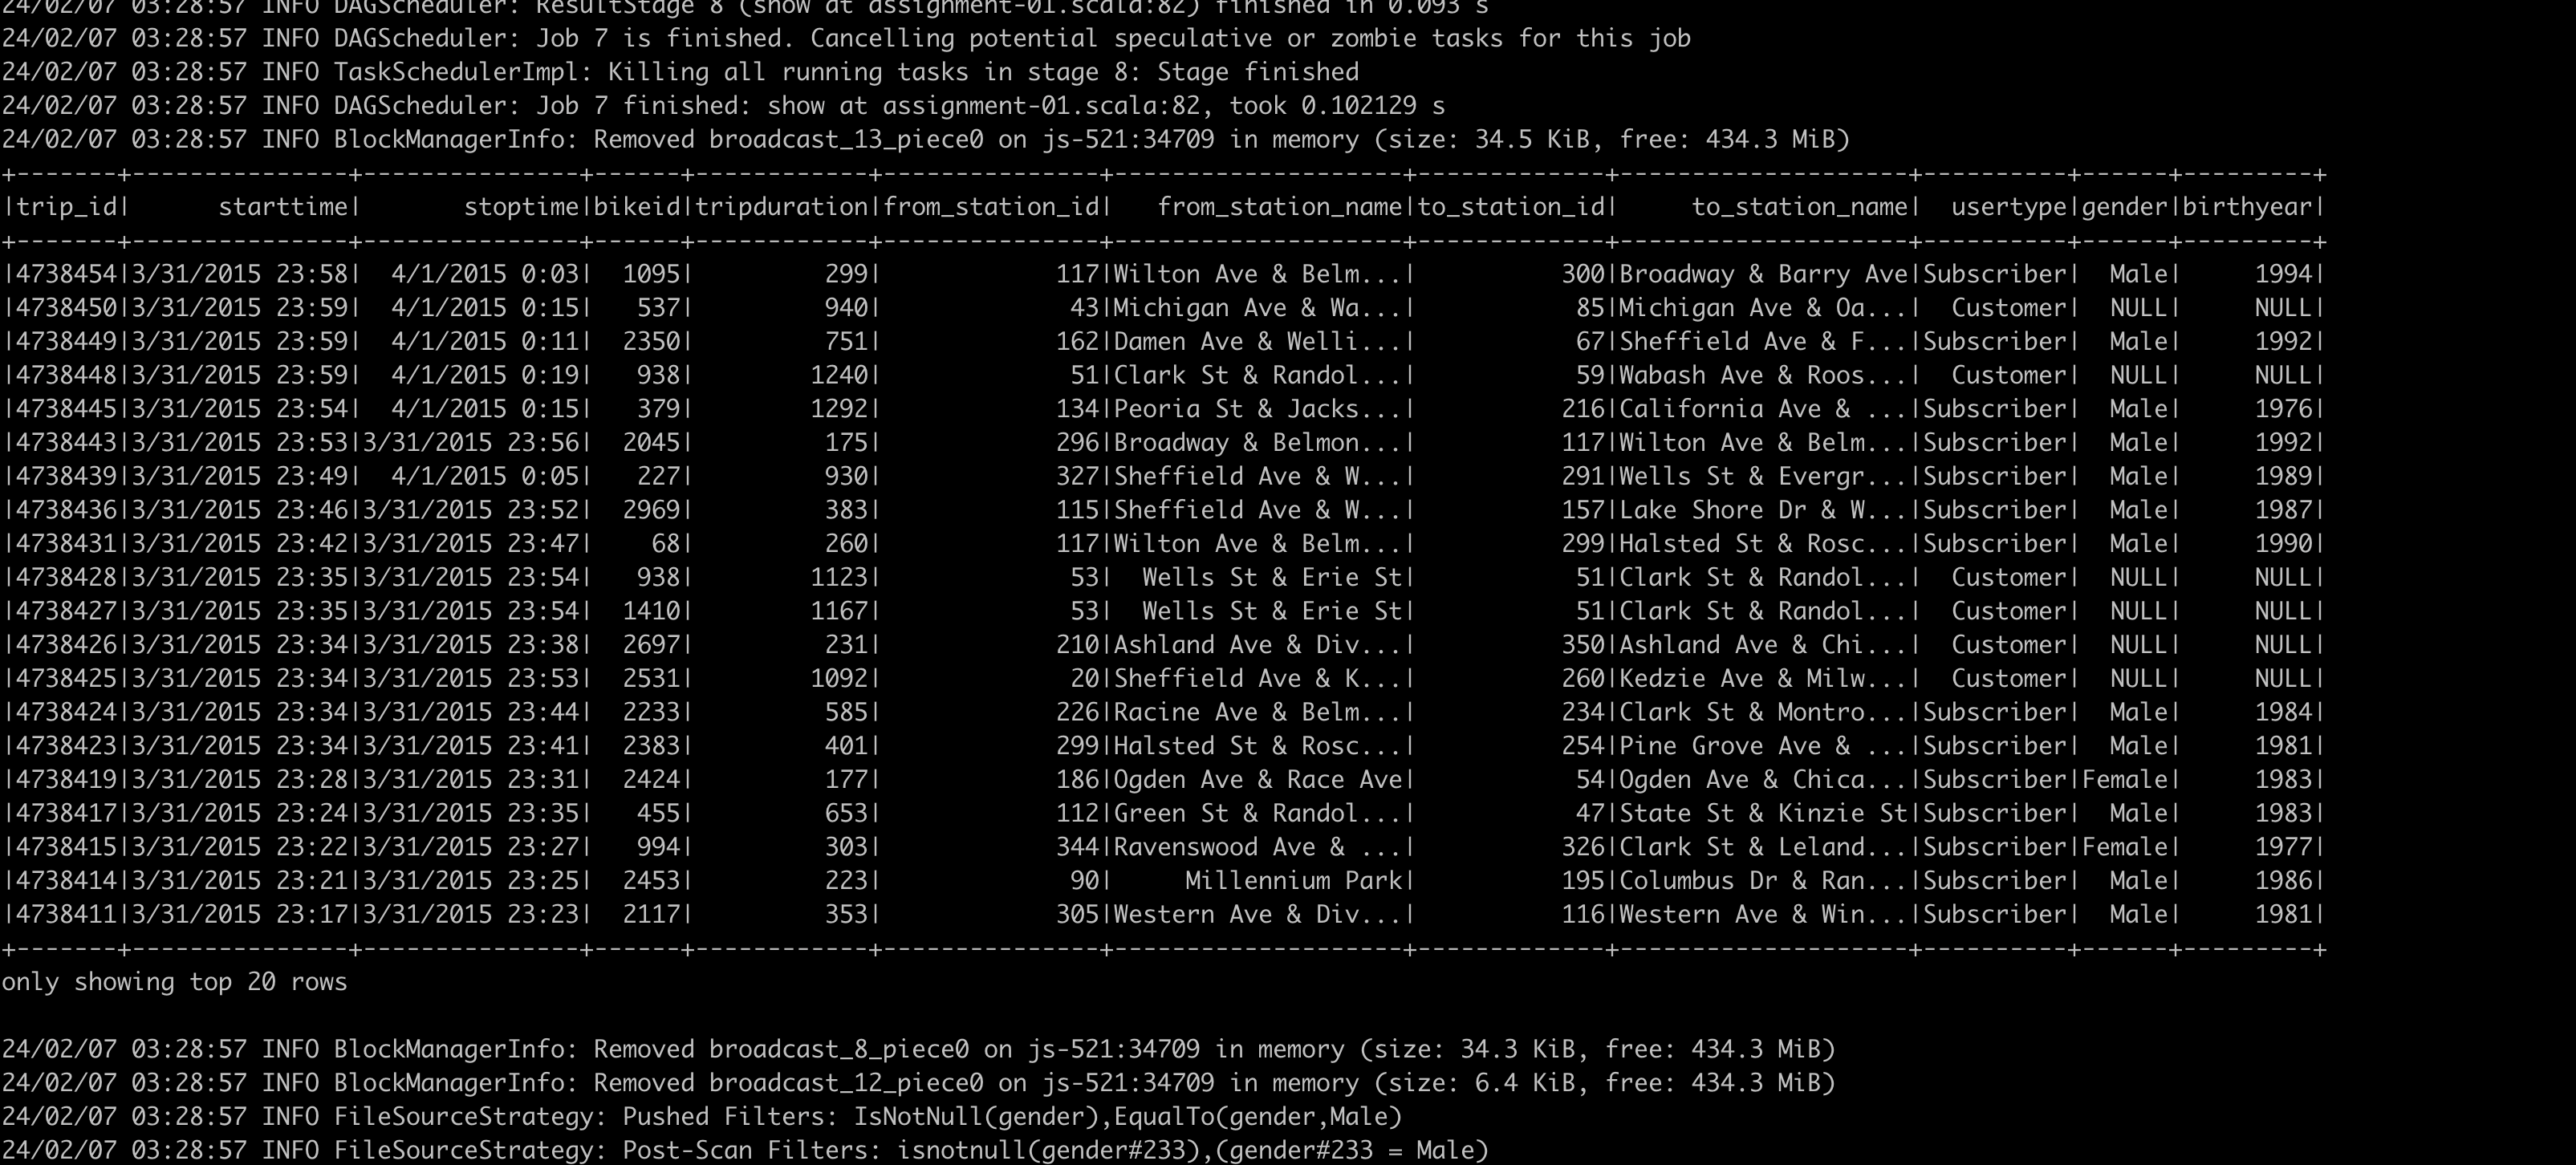 24/02/07 03:28:57 INFO DAGScheduler: ResultStage 8 (show at assignment-01.scala:82) finished in 0.093 s
24/02/07 03:28:57 INFO DAGScheduler: Job 7 is finished. Cancelling potential speculative or zombie tasks for this job
24/02/07 03:28:57 INFO TaskSchedulerImpl: Killing all running tasks in stage 8: Stage finished
24/02/07 03:28:57 INFO DAGScheduler: Job 7 finished: show at assignment-01.scala:82, took 0.102129 s
24/02/07 03:28:57 INFO BlockManagerInfo: Removed broadcast_13_piece0 on js-521:34709 in memory (size: 34.5 KiB, free: 434.3 MiB)
+-------+---------------+---------------+------+------------+---------------+--------------------+-------------+--------------------+----------+------+---------+
|trip_id|      starttime|       stoptime|bikeid|tripduration|from_station_id|   from_station_name|to_station_id|     to_station_name|  usertype|gender|birthyear|
+-------+---------------+---------------+------+------------+---------------+--------------------+-------------+--------------------+----------+------+---------+
|4738454|3/31/2015 23:58|  4/1/2015 0:03|  1095|         299|            117|Wilton Ave & Belm...|          300|Broadway & Barry Ave|Subscriber|  Male|     1994|
|4738450|3/31/2015 23:59|  4/1/2015 0:15|   537|         940|             43|Michigan Ave & Wa...|           85|Michigan Ave & Oa...|  Customer|  NULL|     NULL|
|4738449|3/31/2015 23:59|  4/1/2015 0:11|  2350|         751|            162|Damen Ave & Welli...|           67|Sheffield Ave & F...|Subscriber|  Male|     1992|
|4738448|3/31/2015 23:59|  4/1/2015 0:19|   938|        1240|             51|Clark St & Randol...|           59|Wabash Ave & Roos...|  Customer|  NULL|     NULL|
|4738445|3/31/2015 23:54|  4/1/2015 0:15|   379|        1292|            134|Peoria St & Jacks...|          216|California Ave & ...|Subscriber|  Male|     1976|
|4738443|3/31/2015 23:53|3/31/2015 23:56|  2045|         175|            296|Broadway & Belmon...|          117|Wilton Ave & Belm...|Subscriber|  Male|     1992|
|4738439|3/31/2015 23:49|  4/1/2015 0:05|   227|         930|            327|Sheffield Ave & W...|          291|Wells St & Evergr...|Subscriber|  Male|     1989|
|4738436|3/31/2015 23:46|3/31/2015 23:52|  2969|         383|            115|Sheffield Ave & W...|          157|Lake Shore Dr & W...|Subscriber|  Male|     1987|
|4738431|3/31/2015 23:42|3/31/2015 23:47|    68|         260|            117|Wilton Ave & Belm...|          299|Halsted St & Rosc...|Subscriber|  Male|     1990|
|4738428|3/31/2015 23:35|3/31/2015 23:54|   938|        1123|             53|  Wells St & Erie St|           51|Clark St & Randol...|  Customer|  NULL|     NULL|
|4738427|3/31/2015 23:35|3/31/2015 23:54|  1410|        1167|             53|  Wells St & Erie St|           51|Clark St & Randol...|  Customer|  NULL|     NULL|
|4738426|3/31/2015 23:34|3/31/2015 23:38|  2697|         231|            210|Ashland Ave & Div...|          350|Ashland Ave & Chi...|  Customer|  NULL|     NULL|
|4738425|3/31/2015 23:34|3/31/2015 23:53|  2531|        1092|             20|Sheffield Ave & K...|          260|Kedzie Ave & Milw...|  Customer|  NULL|     NULL|
|4738424|3/31/2015 23:34|3/31/2015 23:44|  2233|         585|            226|Racine Ave & Belm...|          234|Clark St & Montro...|Subscriber|  Male|     1984|
|4738423|3/31/2015 23:34|3/31/2015 23:41|  2383|         401|            299|Halsted St & Rosc...|          254|Pine Grove Ave & ...|Subscriber|  Male|     1981|
|4738419|3/31/2015 23:28|3/31/2015 23:31|  2424|         177|            186|Ogden Ave & Race Ave|           54|Ogden Ave & Chica...|Subscriber|Female|     1983|
|4738417|3/31/2015 23:24|3/31/2015 23:35|   455|         653|            112|Green St & Randol...|           47|State St & Kinzie St|Subscriber|  Male|     1983|
|4738415|3/31/2015 23:22|3/31/2015 23:27|   994|         303|            344|Ravenswood Ave & ...|          326|Clark St & Leland...|Subscriber|Female|     1977|
|4738414|3/31/2015 23:21|3/31/2015 23:25|  2453|         223|             90|     Millennium Park|          195|Columbus Dr & Ran...|Subscriber|  Male|     1986|
|4738411|3/31/2015 23:17|3/31/2015 23:23|  2117|         353|            305|Western Ave & Div...|          116|Western Ave & Win...|Subscriber|  Male|     1981|
+-------+---------------+---------------+------+------------+---------------+--------------------+-------------+--------------------+----------+------+---------+
only showing top 20 rows
24/02/07 03:28:57 INFO BlockManagerInfo: Removed broadcast_8_piece0 on js-521:34709 in memory (size: 34.3 KiB, free: 434.3 MiB)
24/02/07 03:28:57 INFO BlockManagerInfo: Removed broadcast_12_piece0 on js-521:34709 in memory (size: 6.4 KiB, free: 434.3 MiB)
24/02/07 03:28:57 INFO FileSourceStrategy: Pushed Filters: IsNotNull(gender),EqualTo(gender,Male)
24/02/07 03:28:57 INFO FileSourceStrategy: Post-Scan Filters: isnotnull(gender#233),(gender#233 = Male)